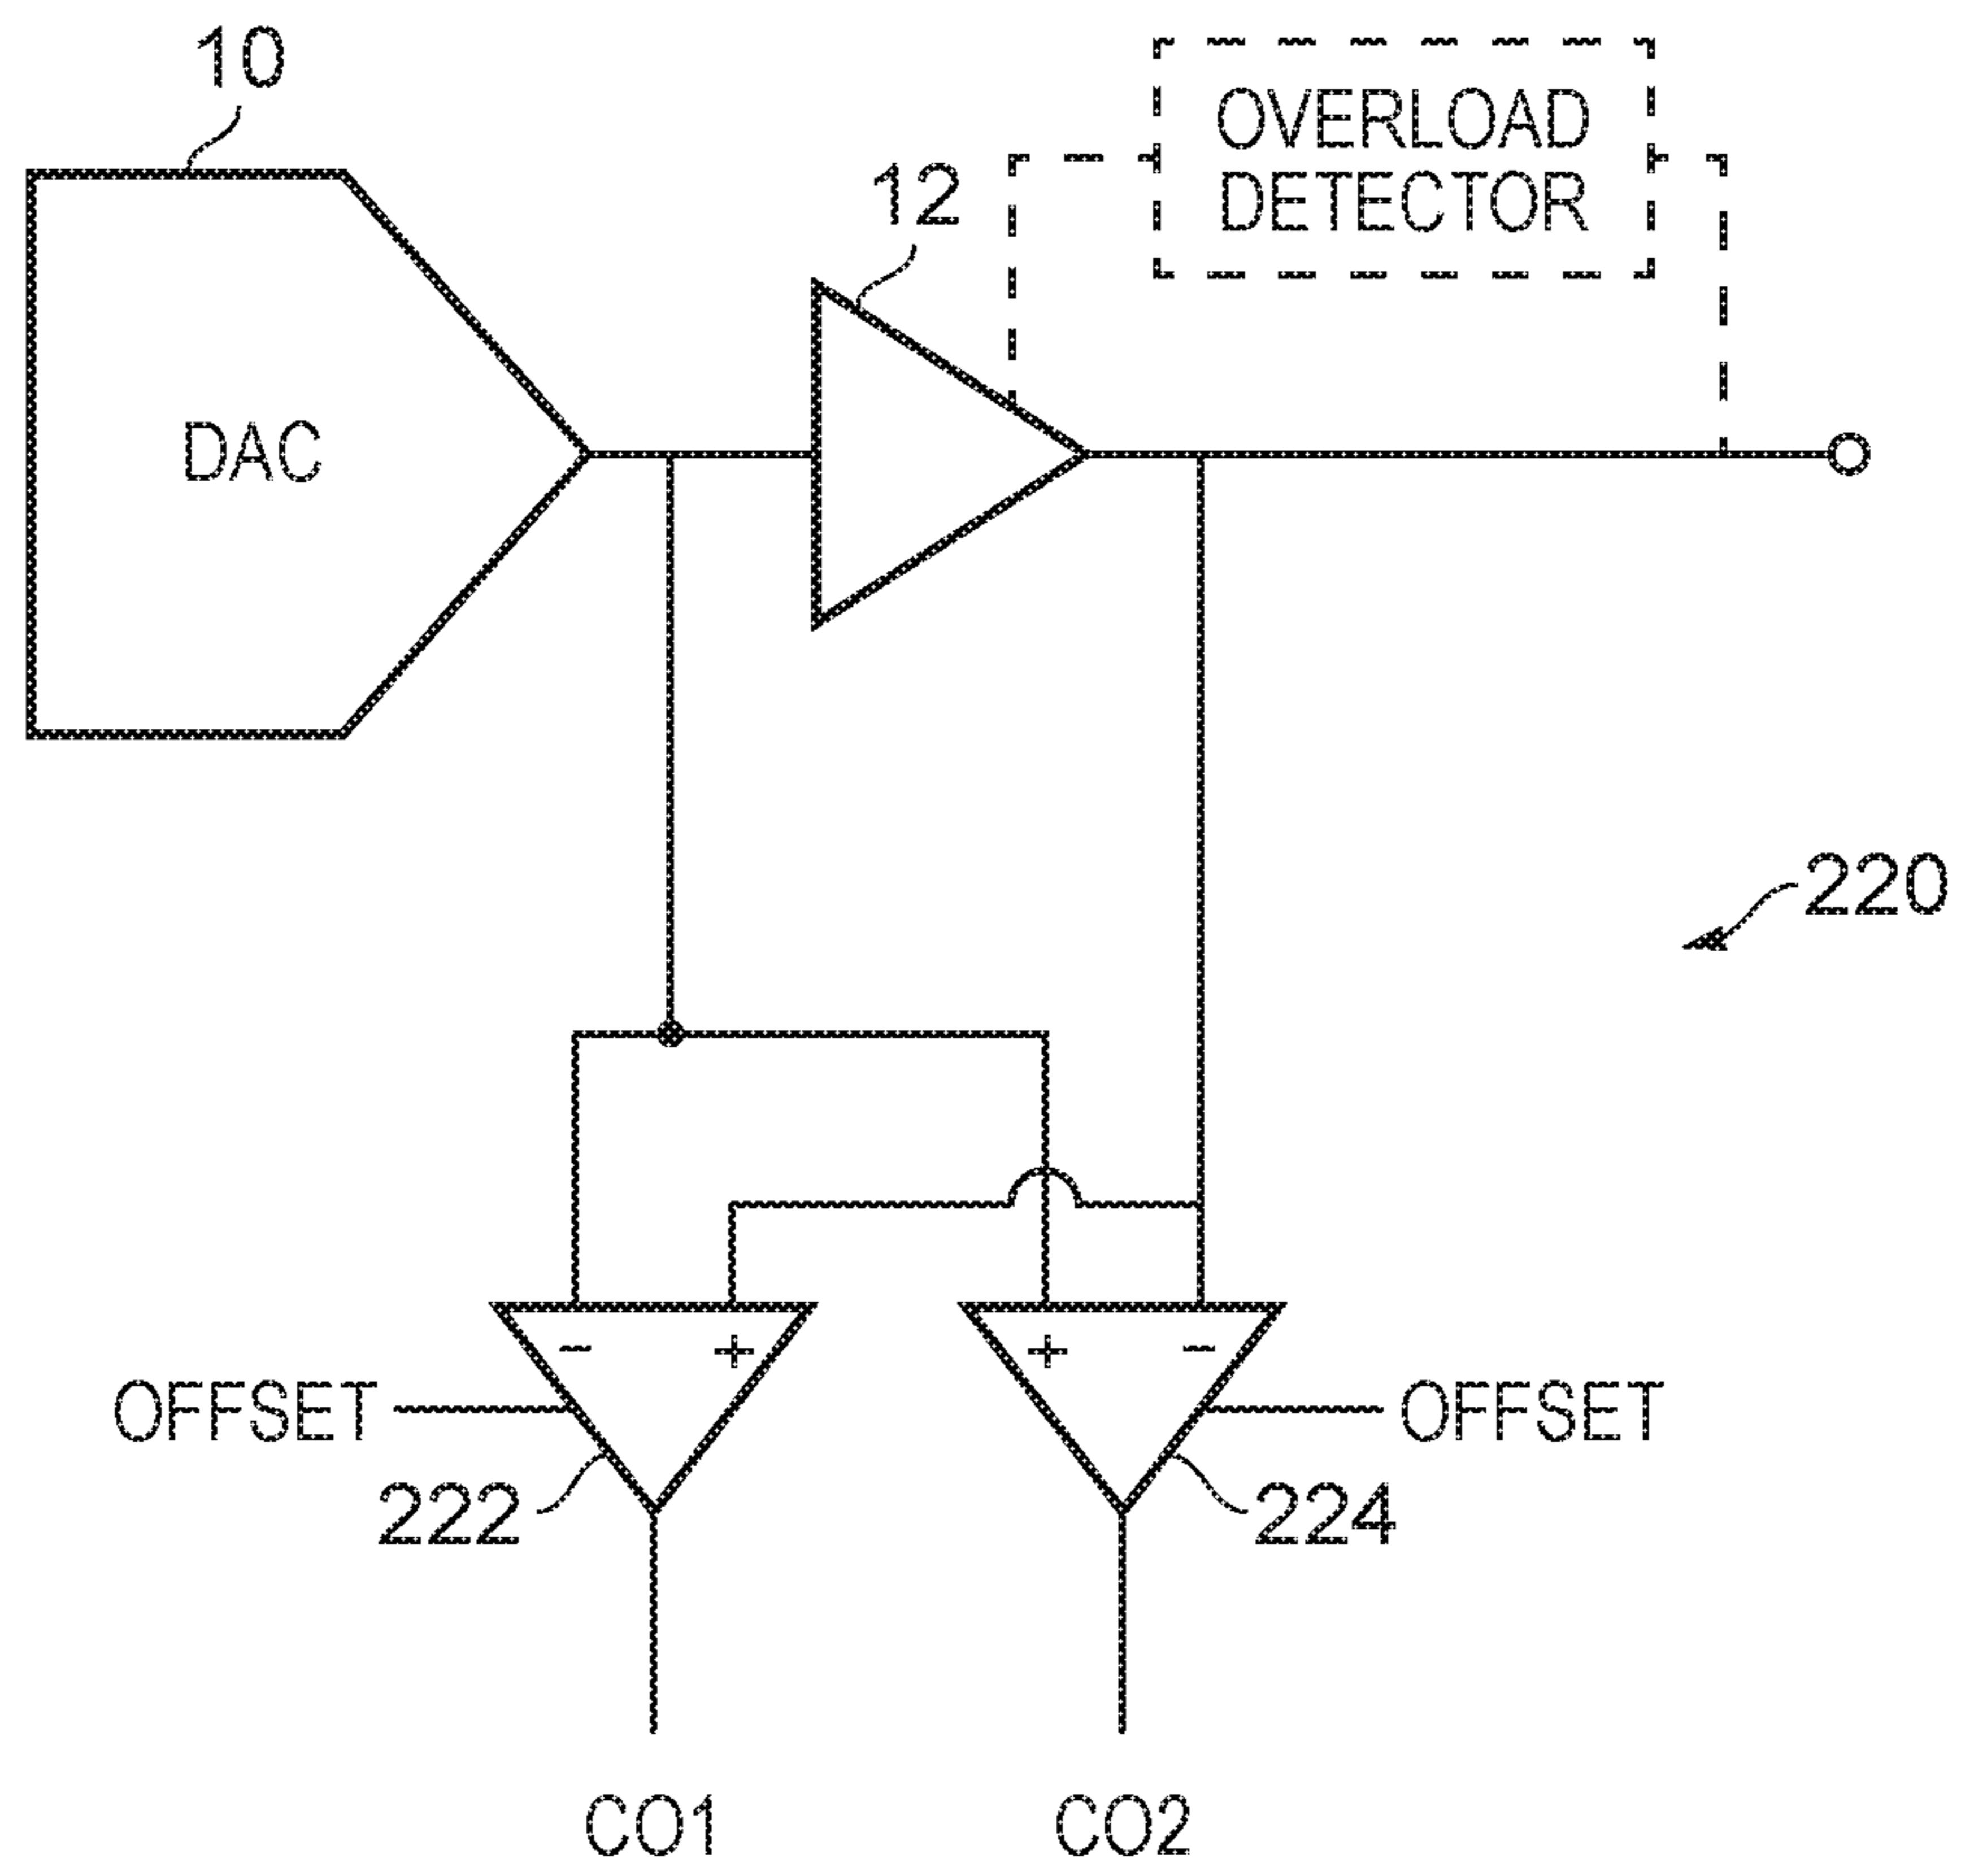 10
OVERLOAD
DETECTOR
12
DAC
220
− +
+ −
OFFSET
OFFSET
222
224
CO1
CO2